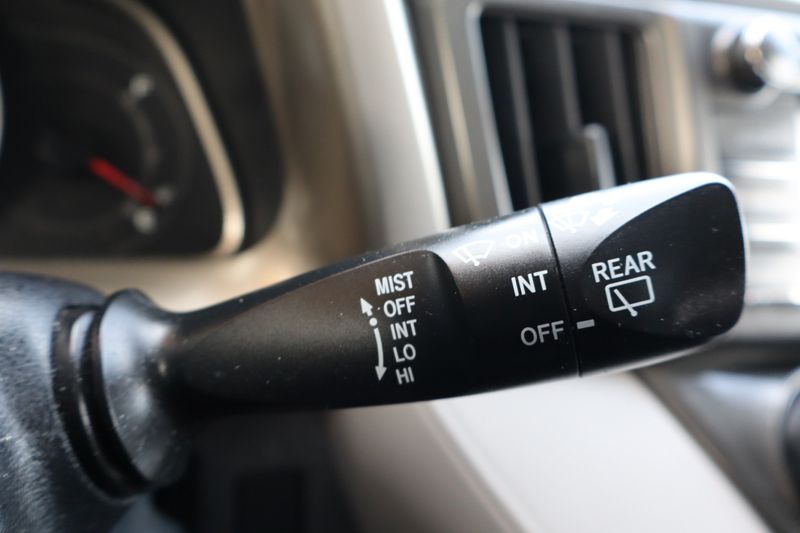 MIST
OFF
INT
LO
HI
ON
INT
OFF
REAR